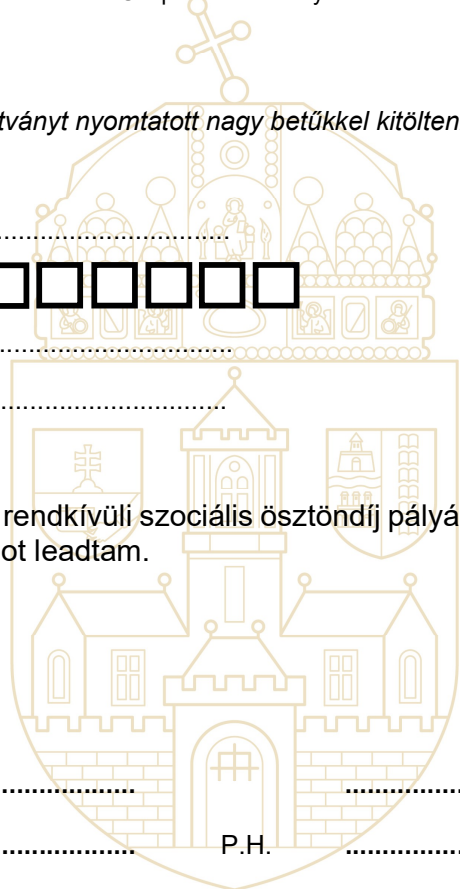 tványt nyomtatott nagy betűkkel kitölten
................................
................................
................................
rendkívüli szociális ösztöndíj pályá
ot leadtam.
.................. ................
.................. P.H. ................